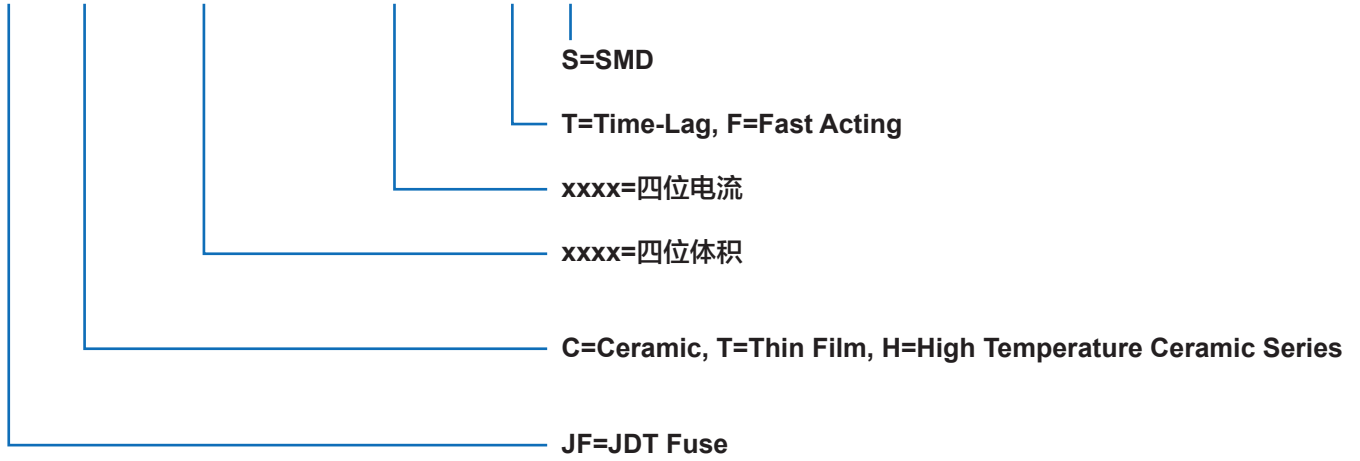 S=SMD
T=Time-Lag, F=Fast Acting
xxxx=四位电流
xxxx=四位体积
C=Ceramic, T=Thin Film, H=High Temperature Ceramic Series
JF=JDT Fuse